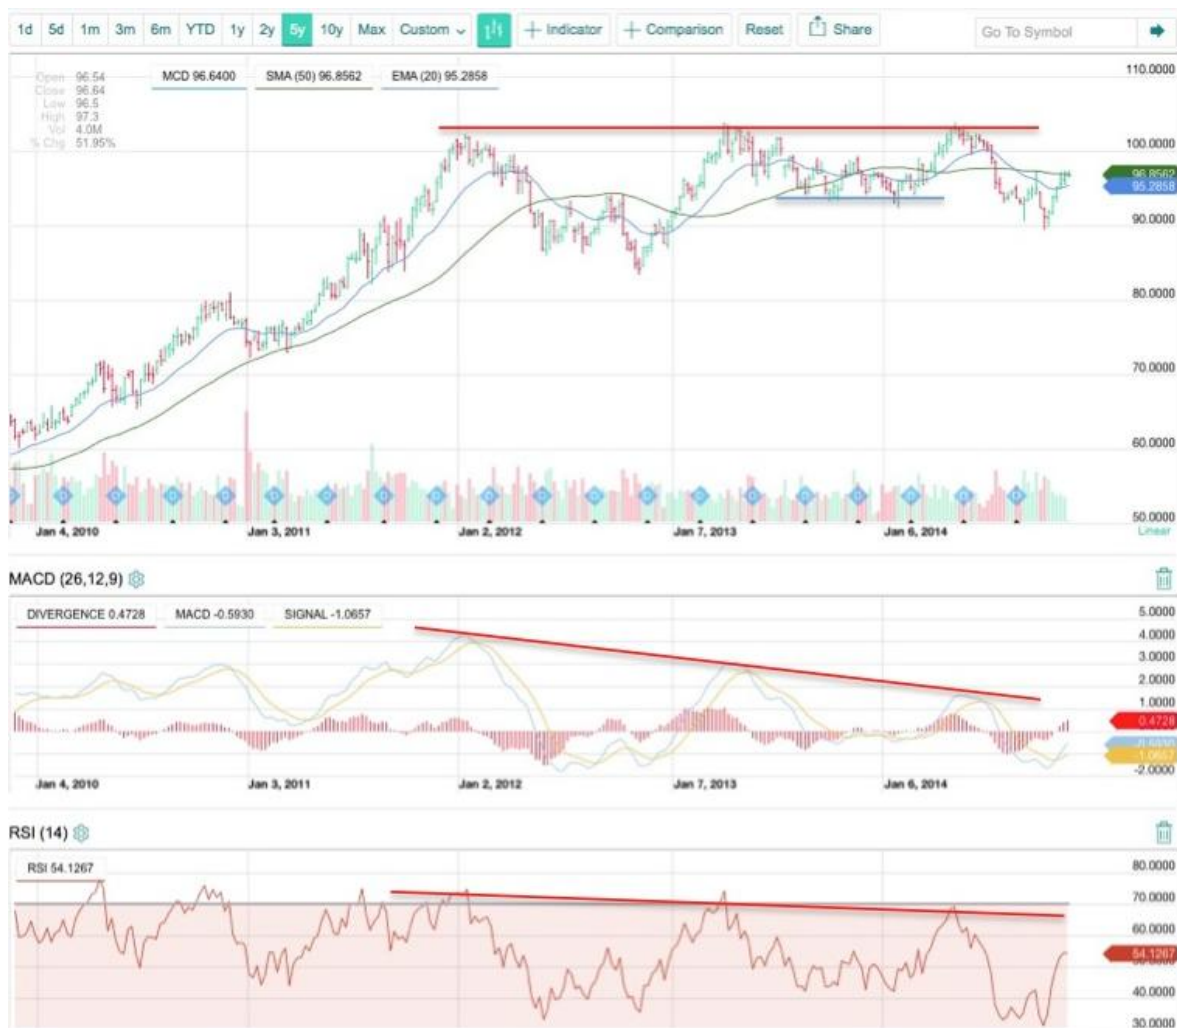 1d 5d 1m 3m 6m YTD 1y 2y 5y 10y Max Custom Indicator Comparison Reset Share Go To Symbol
Open 96.54
Close 96.64
Low 96.5
High 97.3
Vol 4.0M
% Chg 51.95%
MCD 96.6400 SMA (50) 96.8562 EMA (20) 95.2858
110.0000
100.0000
96.8562
95.2858
90.0000
80.0000
70.0000
60.0000
50.0000
Jan 4, 2010 Jan 3, 2011 Jan 2, 2012 Jan 7, 2013 Jan 6, 2014
Linear
MACD (26,12,9)
DIVERGENCE 0.4728 MACD -0.5930 SIGNAL -1.0657
5.0000
4.0000
3.0000
2.0000
1.0000
0.4728
-0.5930
-1.0657
-2.0000
Jan 4, 2010 Jan 3, 2011 Jan 2, 2012 Jan 7, 2013 Jan 6, 2014
RSI (14)
RSI 54.1267
80.0000
70.0000
60.0000
54.1267
40.0000
30.0000